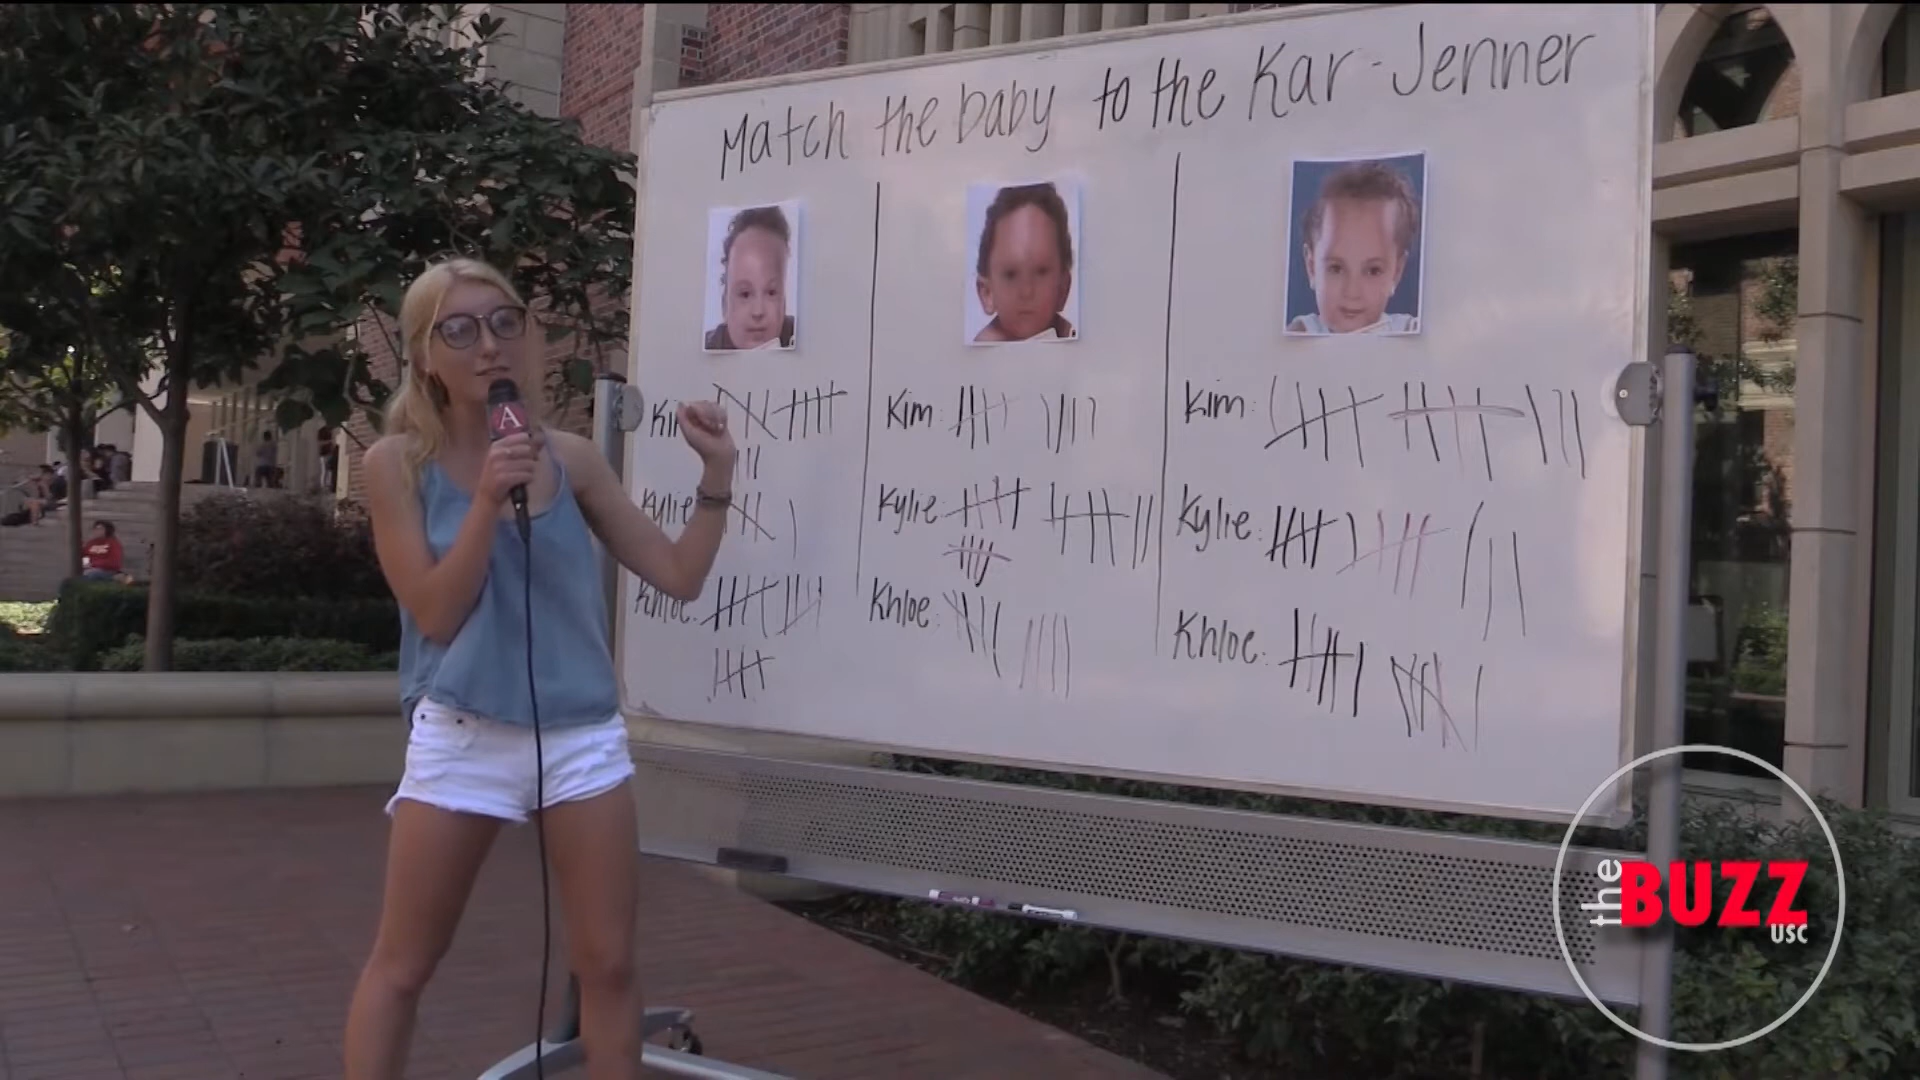 Match the baby to the Kar-Jenner
Kim: Kim: Kim:
Kylie Kylie: Kylie:
Khloe: Khloe: Khloe:
A
the
BUZZ
USC